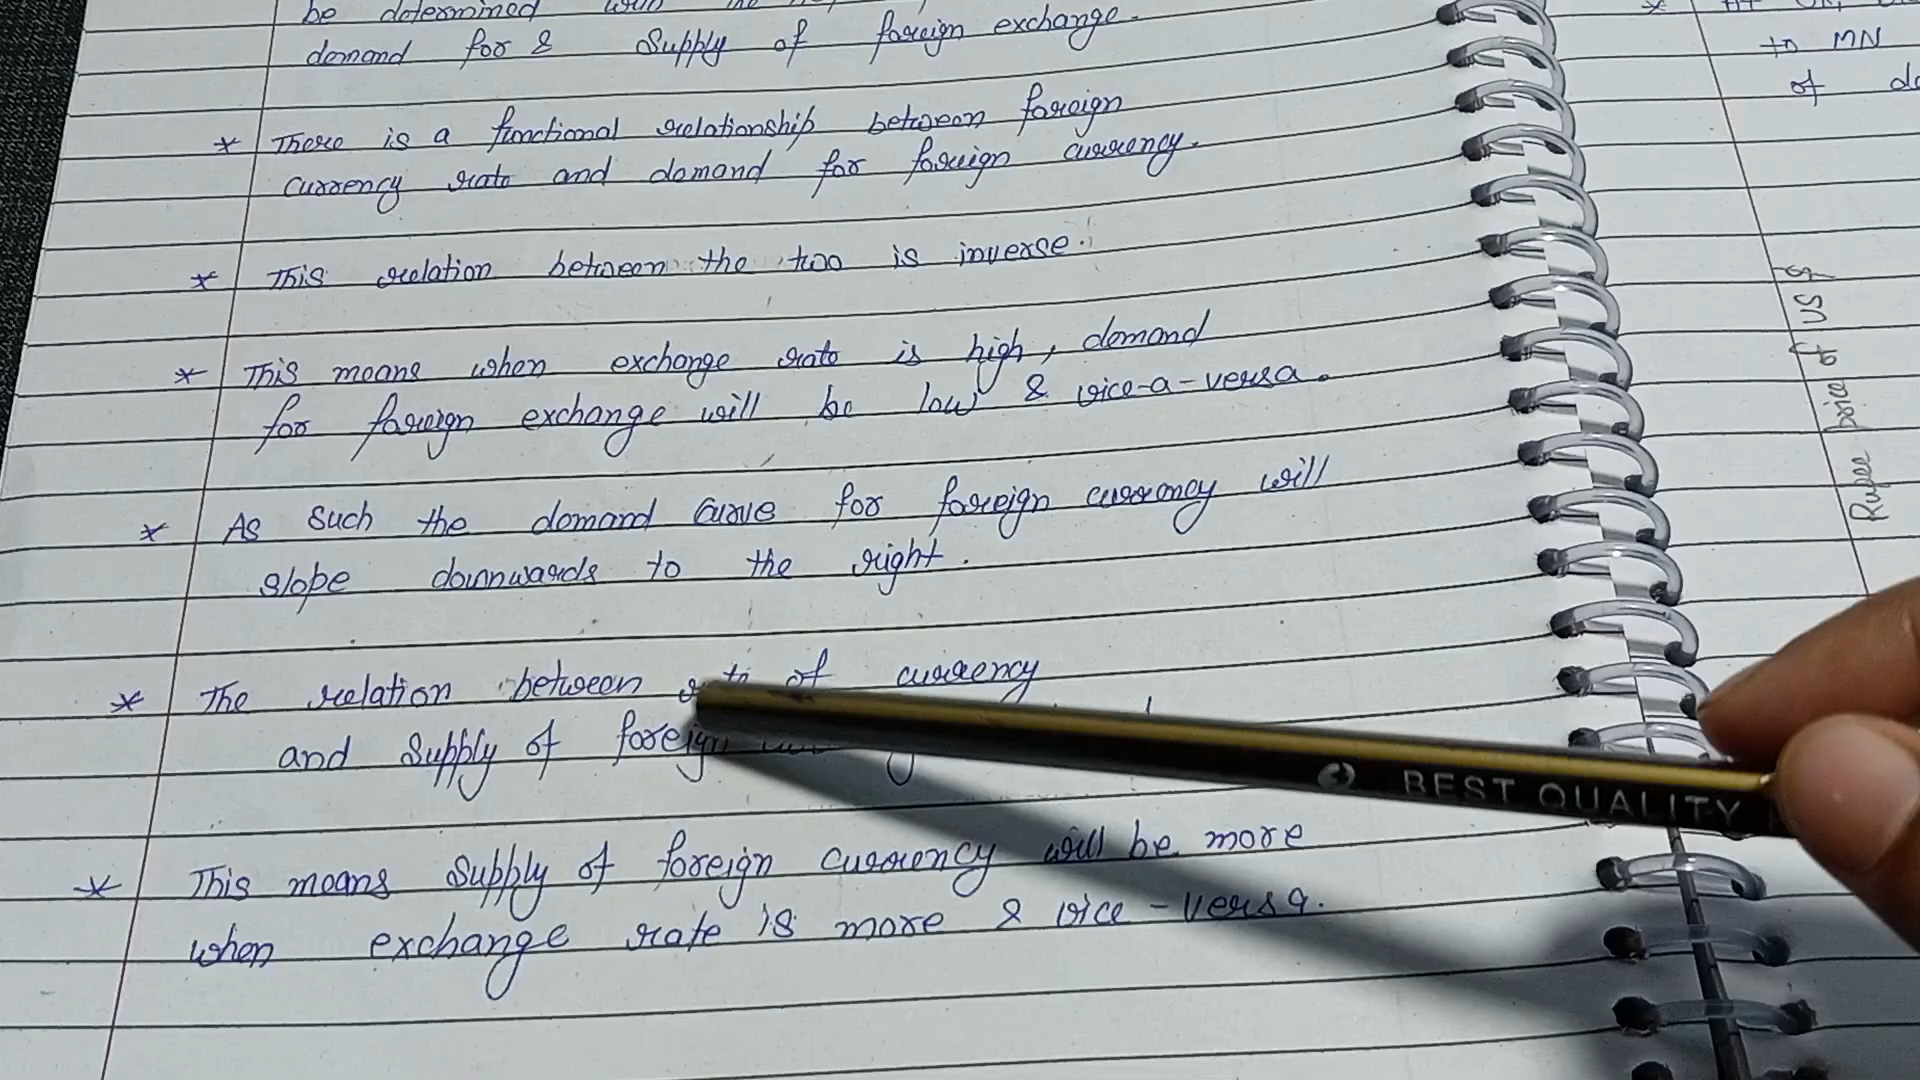 be determined
demand for & Supply of foreign exchange.
* There is a functional relationship between foreign
currency rate and demand for foreign currency.
* This relation between the two is inverse.
* This means when exchange rate is high, demand
for foreign exchange will be low & vice-a-versa.
* As such the demand curve for foreign currency will
slope downwards to the right.
* The relation between of currency
and Supply of foreign
* This means supply of foreign currency will be more
when exchange rate is more & vice-versa.
BEST QUALITY
*
to MN
of
Rupee price of US $